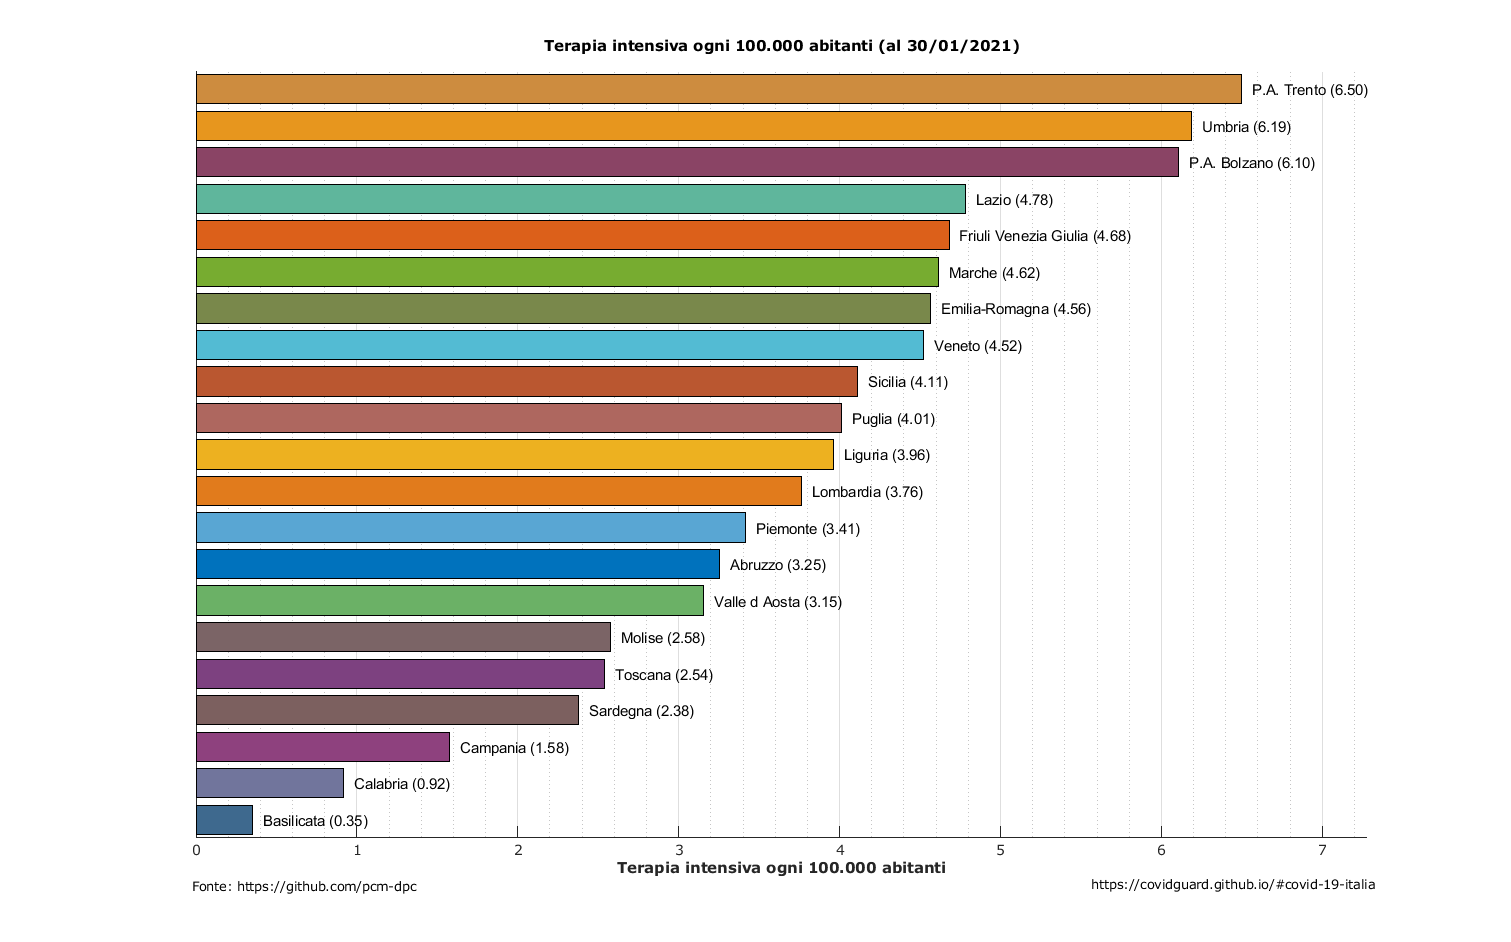 Terapia intensiva ogni 100.000 abitanti (al 30/01/2021)
P.A. Trento (6.50)
Umbria (6.19)
P.A. Bolzano (6.10)
Lazio (4.78)
Friuli Venezia Giulia (4.68)
Marche (4.62)
Emilia-Romagna (4.56)
Veneto (4.52)
Sicilia (4.11)
Puglia (4.01)
Liguria (3.96)
Lombardia (3.76)
Piemonte (3.41)
Abruzzo (3.25)
Valle d Aosta (3.15)
Molise (2.58)
Toscana (2.54)
Sardegna (2.38)
Campania (1.58)
Calabria (0.92)
Basilicata (0.35)
0 1 2 3 4 5 6 7
Terapia intensiva ogni 100.000 abitanti
Fonte: https://github.com/pcm-dpc
https://covidguard.github.io/#covid-19-italia